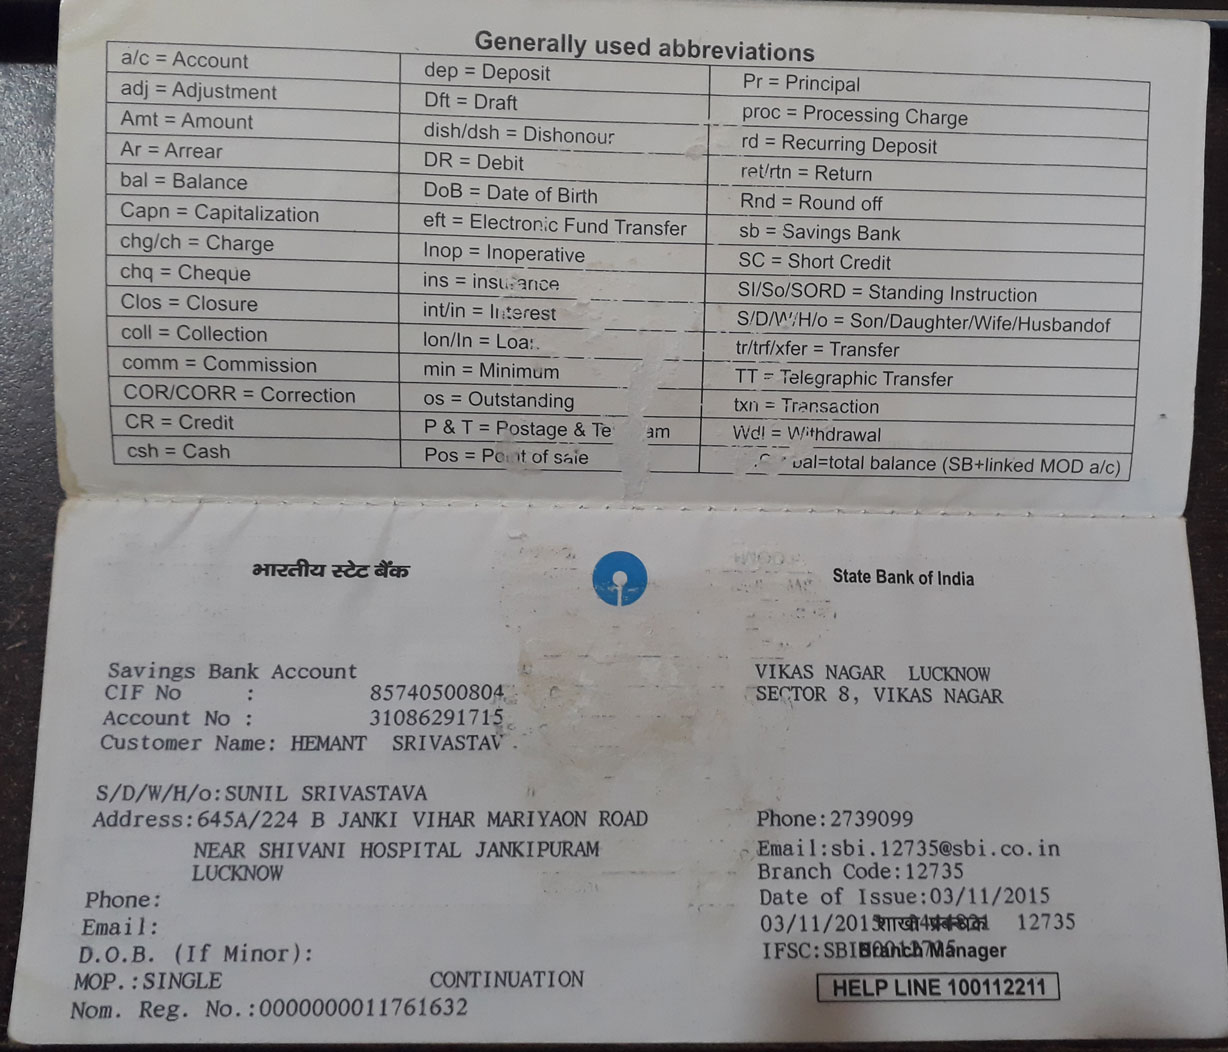 Generally used abbreviations
a/c = Account
adj = Adjustment
Amt = Amount
Ar = Arrear
bal = Balance
Capn = Capitalization
chg/ch = Charge
chq = Cheque
Clos = Closure
coll = Collection
comm = Commission
COR/CORR = Correction
CR = Credit
csh = Cash
dep = Deposit
Dft = Draft
dish/dsh = Dishonour
DR = Debit
DoB = Date of Birth
eft = Electronic Fund Transfer
Inop = Inoperative
ins = insurance
int/in = Interest
lon/ln = Loan
min = Minimum
os = Outstanding
P & T = Postage &
Pos = Point of sale
Pr = Principal
proc = Processing Charge
rd = Recurring Deposit
ret/rtn = Return
Rnd = Round off
sb = Savings Bank
SC = Short Credit
SI/So/SORD = Standing Instruction
S/D/W/H/o = Son/Daughter/Wife/Husbandof
tr/trf/xfer = Transfer
TT = Telegraphic Transfer
txn = Transaction
Wdl = Withdrawal
bal=total balance (SB+linked MOD a/c)
भारतीय स्टेट बैंक
State Bank of India
Savings Bank Account
CIF No : 85740500804
Account No : 31086291715
Customer Name: HEMANT SRIVASTAV
S/D/W/H/o:SUNIL SRIVASTAVA
Address:645A/224 B JANKI VIHAR MARIYAON ROAD
NEAR SHIVANI HOSPITAL JANKIPURAM
LUCKNOW
Phone:
Email:
D.O.B. (If Minor):
MOP.:SINGLE CONTINUATION
Nom. Reg. No.:0000000011761632
VIKAS NAGAR LUCKNOW
SECTOR 8, VIKAS NAGAR
Phone:2739099
Email:sbi.12735@sbi.co.in
Branch Code:12735
Date of Issue:03/11/2015
03/11/2015 शाखा प्रबन्धक 12735
IFSC: Branch Manager
HELP LINE 100112211